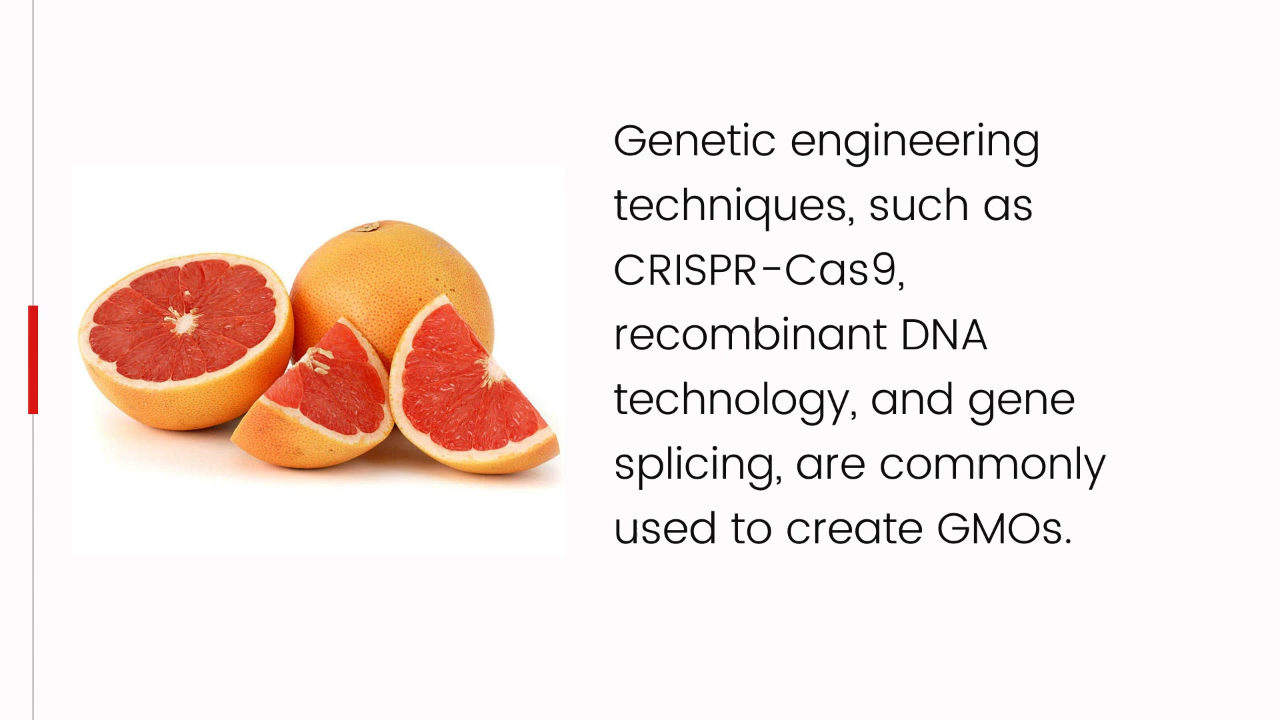 Genetic engineering
techniques, such as
CRISPR-Cas9,
recombinant DNA
technology, and gene
splicing, are commonly
used to create GMOs.